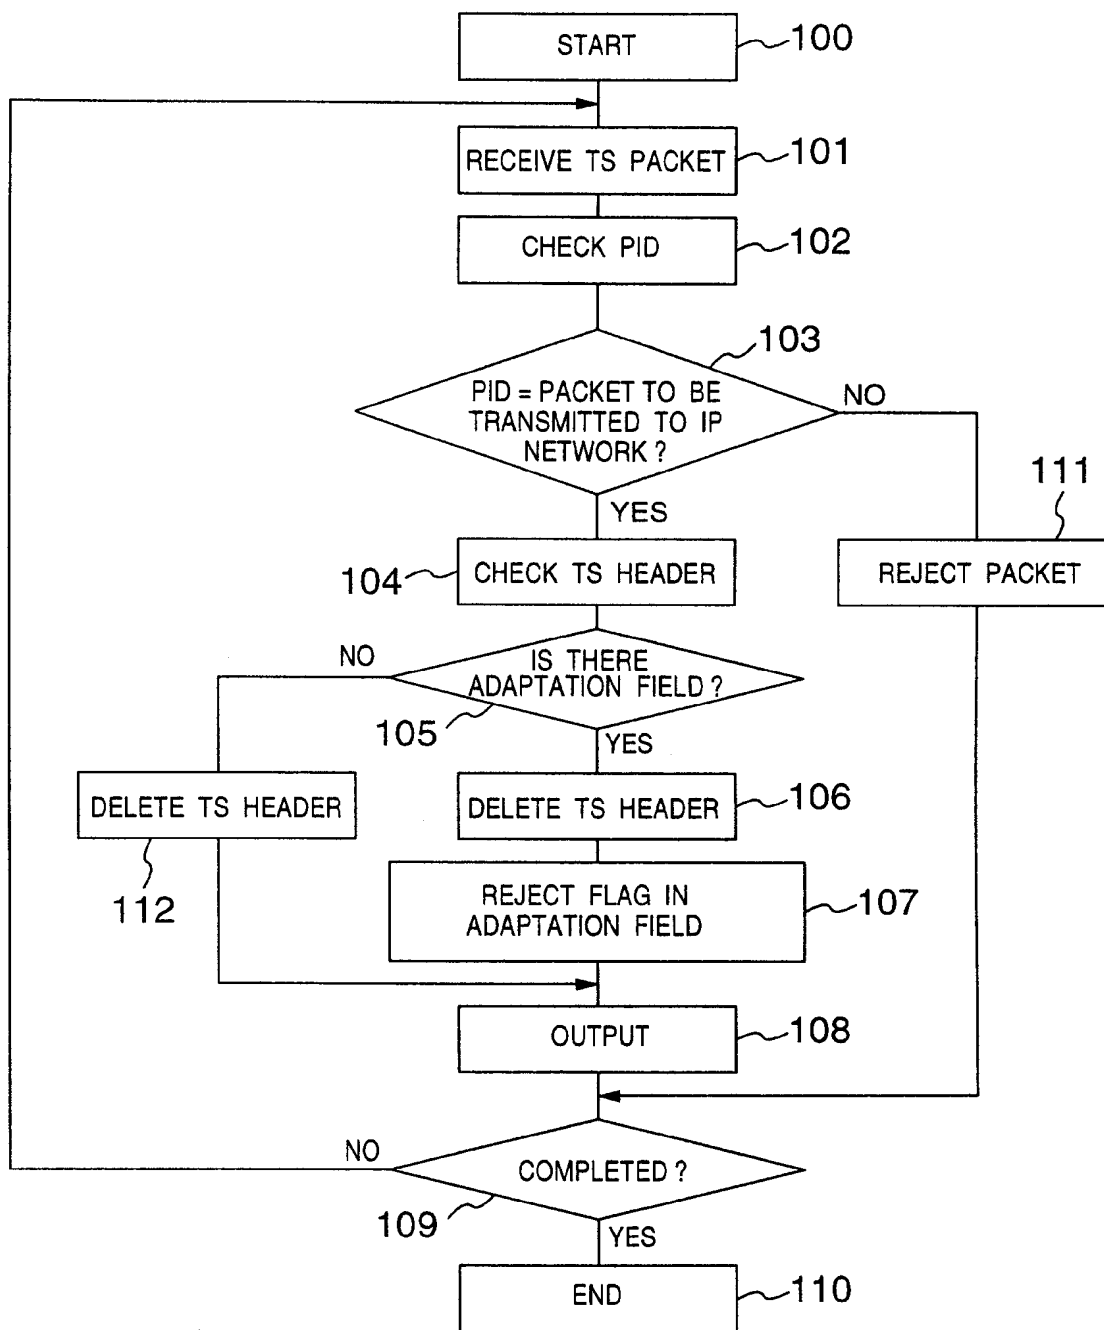 START
100
RECEIVE TS PACKET
101
CHECK PID
102
103
PID = PACKET TO BE
TRANSMITTED TO IP
NETWORK ?
NO
YES
111
104
CHECK TS HEADER
REJECT PACKET
NO
IS THERE
ADAPTATION FIELD ?
105
YES
DELETE TS HEADER
112
DELETE TS HEADER
106
REJECT FLAG IN
ADAPTATION FIELD
107
OUTPUT
108
NO
COMPLETED ?
109
YES
END
110